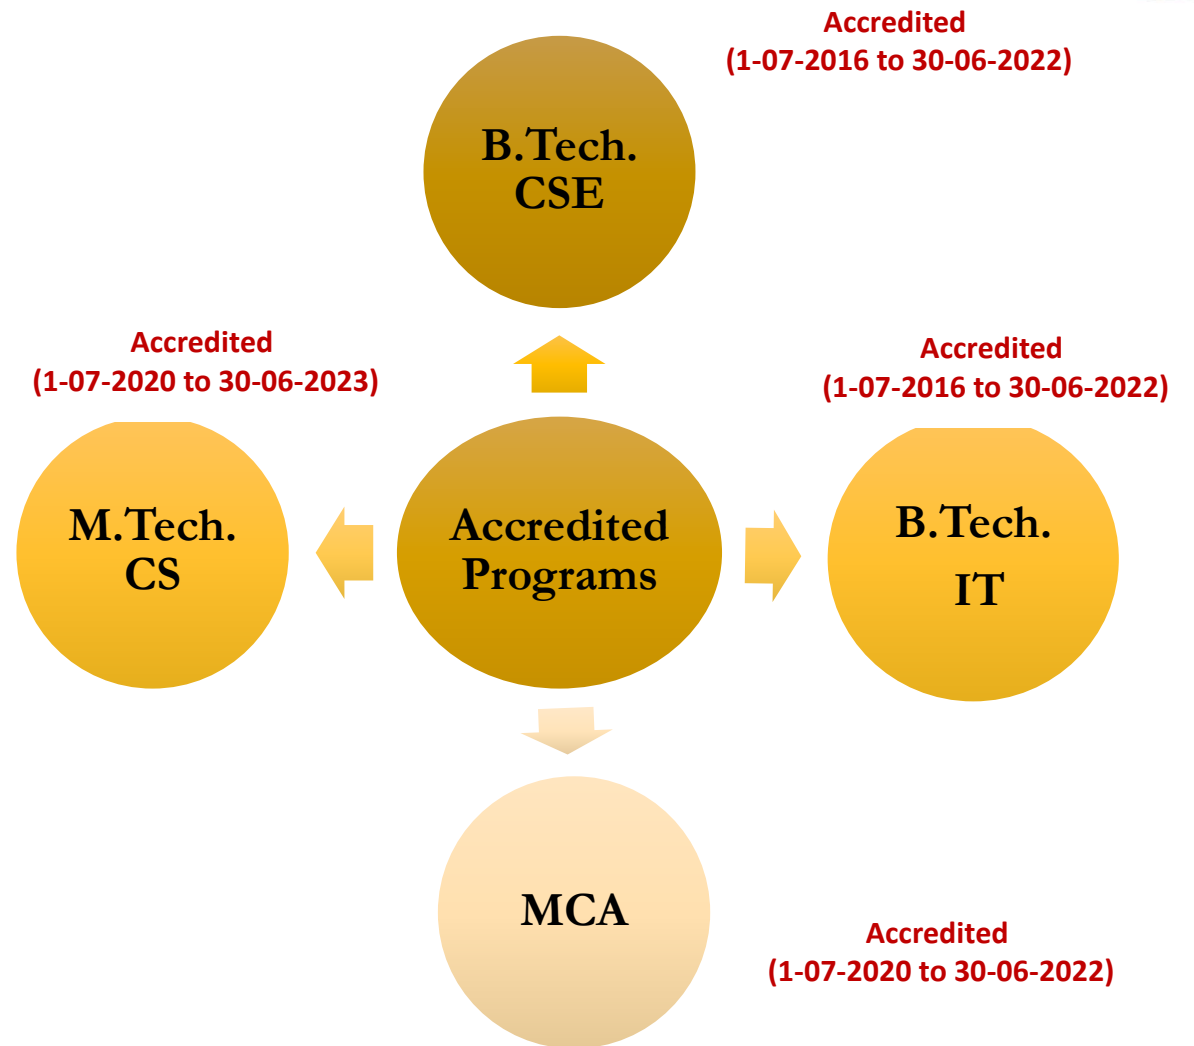 Accredited
(1-07-2016 to 30-06-2022)
B.Tech.
CSE
Accredited
(1-07-2020 to 30-06-2023)
Accredited
(1-07-2016 to 30-06-2022)
M.Tech.
CS
Accredited
Programs
B.Tech.
IT
MCA
Accredited
(1-07-2020 to 30-06-2022)